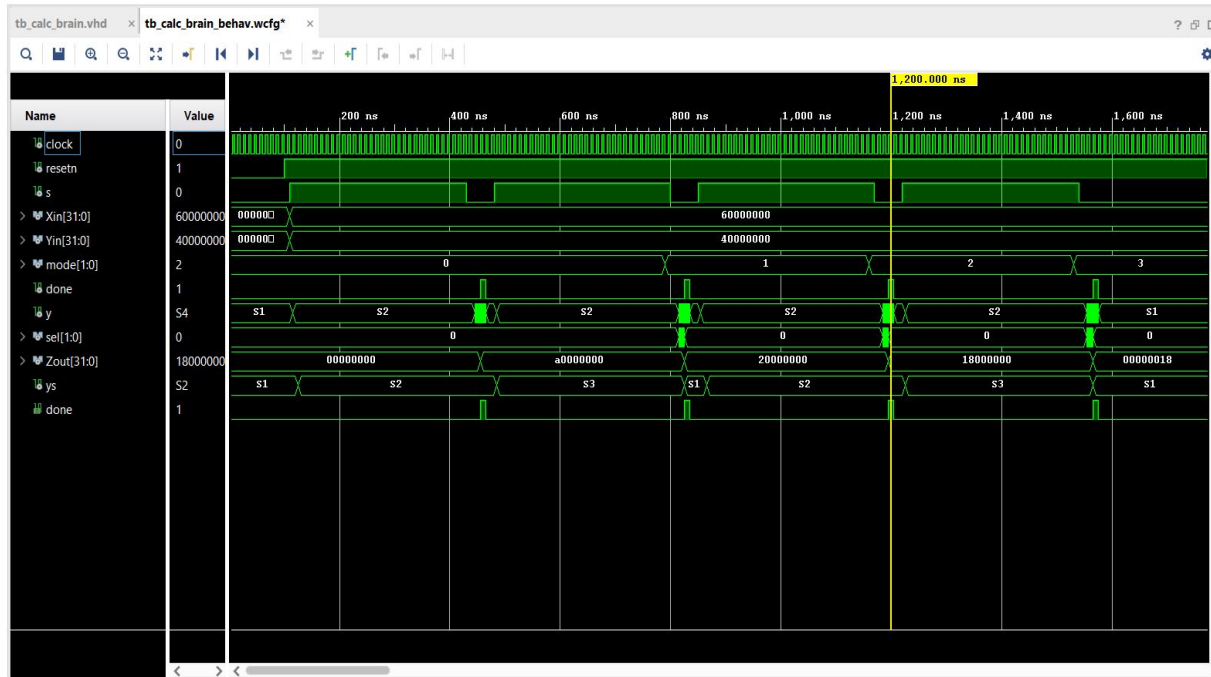 tb_calc_brain.vhd × tb_calc_brain_behav.wcfg* × ?
1,200.000 ns
Name Value 200 ns 400 ns 600 ns 800 ns 1,000 ns 1,200 ns 1,400 ns 1,600 ns
clock 0
resetn 1
s 0
> Xin[31:0] 60000000 00000□ 60000000
> Yin[31:0] 40000000 00000□ 40000000
> mode[1:0] 2 0 1 2 3
done 1
y S4 S1 S2 S2 S2 S2 S1
> sel[1:0] 0 0 0 0 0
> Zout[31:0] 18000000 00000000 a0000000 20000000 18000000 00000018
ys S2 S1 S2 S3 S1 S2 S3 S1
done 1